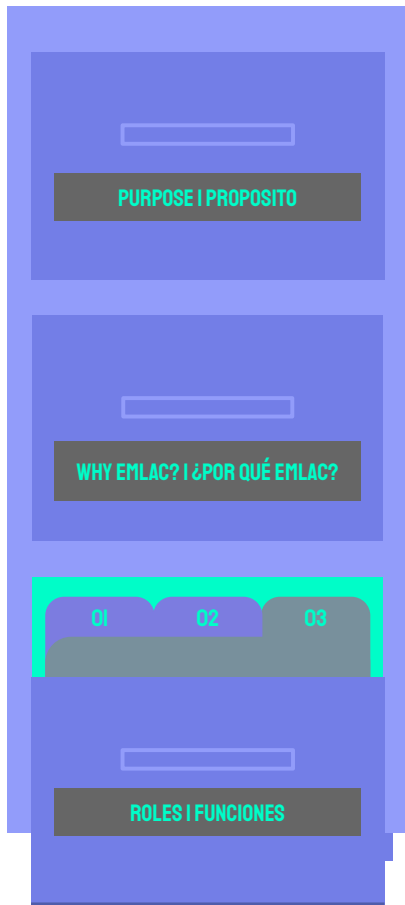 PURPOSE | PROPOSITO
WHY EMLAC? | ¿POR QUÉ EMLAC?
01 02 03
ROLES | FUNCIONES